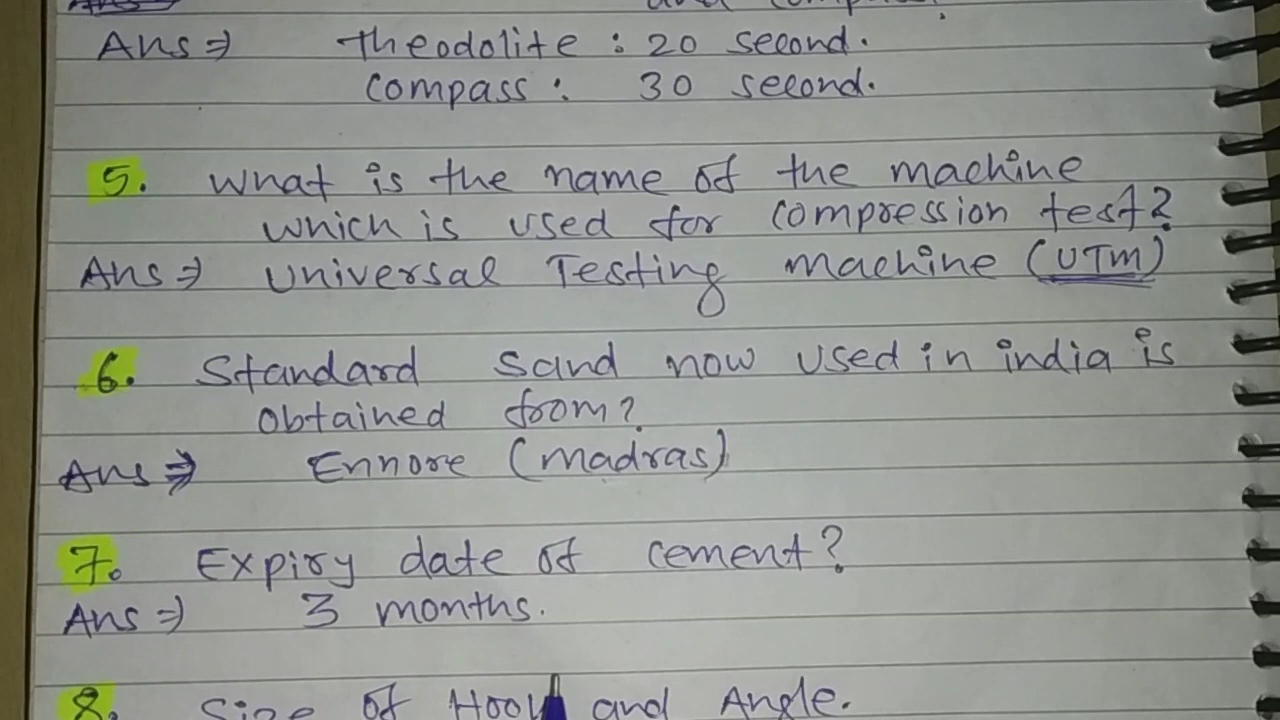 Ans ⇒ Theodolite : 20 second.
Compass : 30 second.
5. What is the name of the machine
which is used for compression test?
Ans ⇒ Universal Testing machine (UTM)
6. Standard sand now used in india is
obtained from?
Ans ⇒ Ennore (madras)
7. Expiry date of cement?
Ans ⇒ 3 months.
8. Size of and Angle.